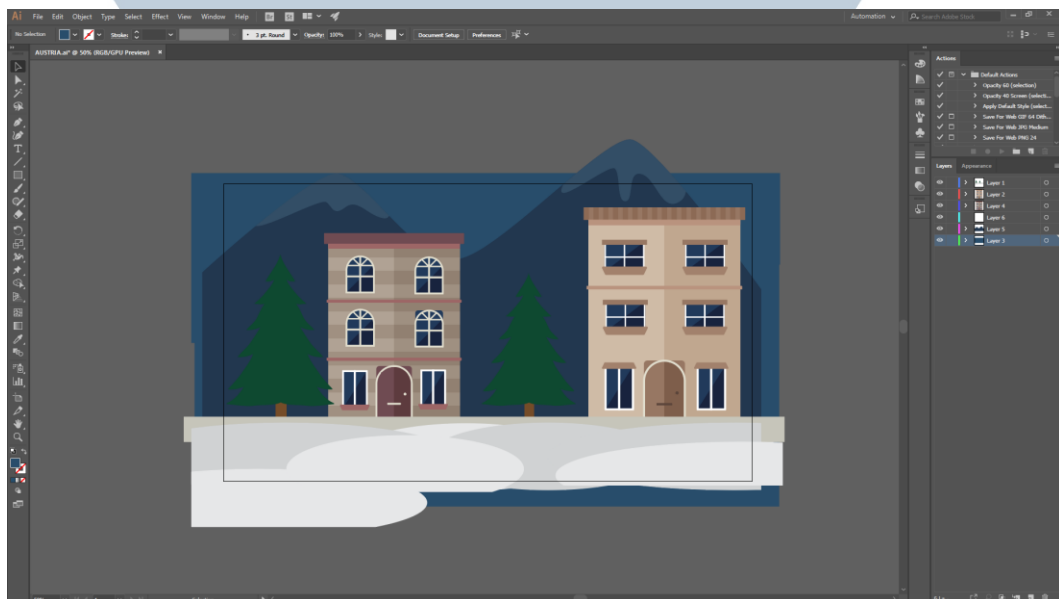 Ai File Edit Object Type Select Effect View Window Help Br St Automation Search Adobe Stock
No Selection Stroke: 3 pt. Round Opacity: 100% Style: Document Setup Preferences
AUSTRIA.ai* @ 50% (RGB/GPU Preview) ×
Actions
Default Actions
Opacity 60 (selection)
Opacity 40 Screen (selecti...
Apply Default Style (select...
Save For Web GIF 64 Dith...
Save For Web JPG Medium
Save For Web PNG 24
Layers Appearance
Layer 1
Layer 2
Layer 4
Layer 6
Layer 5
Layer 3